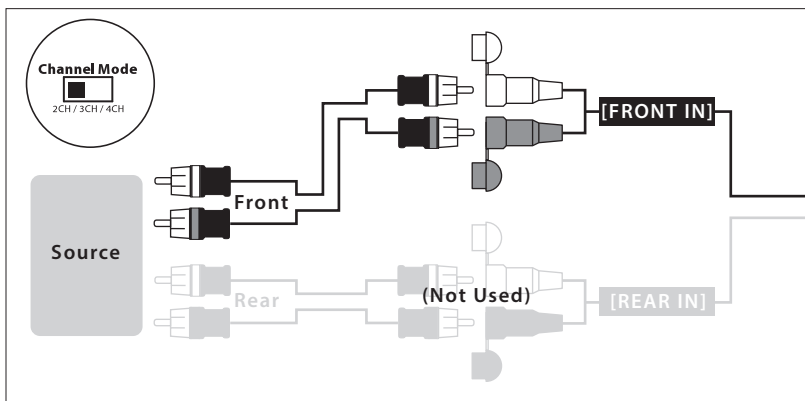 Channel Mode
2CH / 3CH / 4CH
[FRONT IN]
Front
Source
Rear
(Not Used)
[REAR IN]